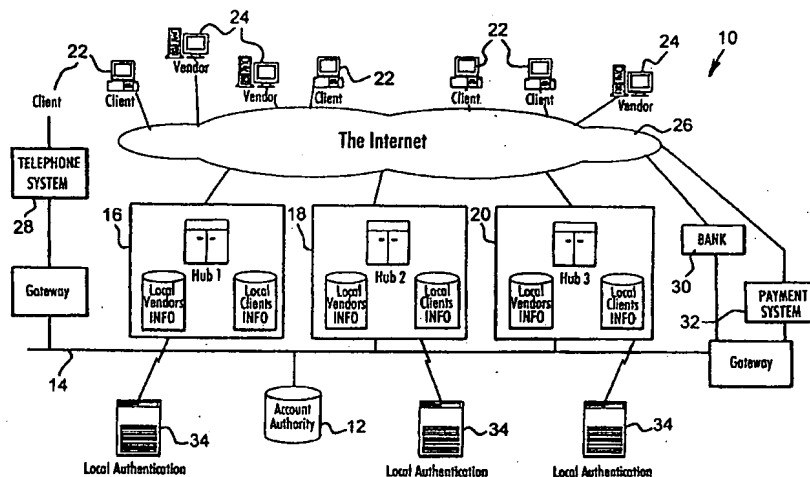 22
24
22
22
24
10
Client
Vendor
Vendor
Client
Client
Client
Client
Vendor
26
The Internet
TELEPHONE
SYSTEM
28
16
18
20
Hub 1
Hub 2
Hub 3
BANK
30
Gateway
Local
Vendors
INFO
Local
Clients
INFO
Local
Vendors
INFO
Local
Clients
INFO
Local
Vendors
INFO
Local
Clients
INFO
32
PAYMENT
SYSTEM
14
Gateway
Account
Authority
12
34
34
34
Local Authentication
Local Authentication
Local Authentication